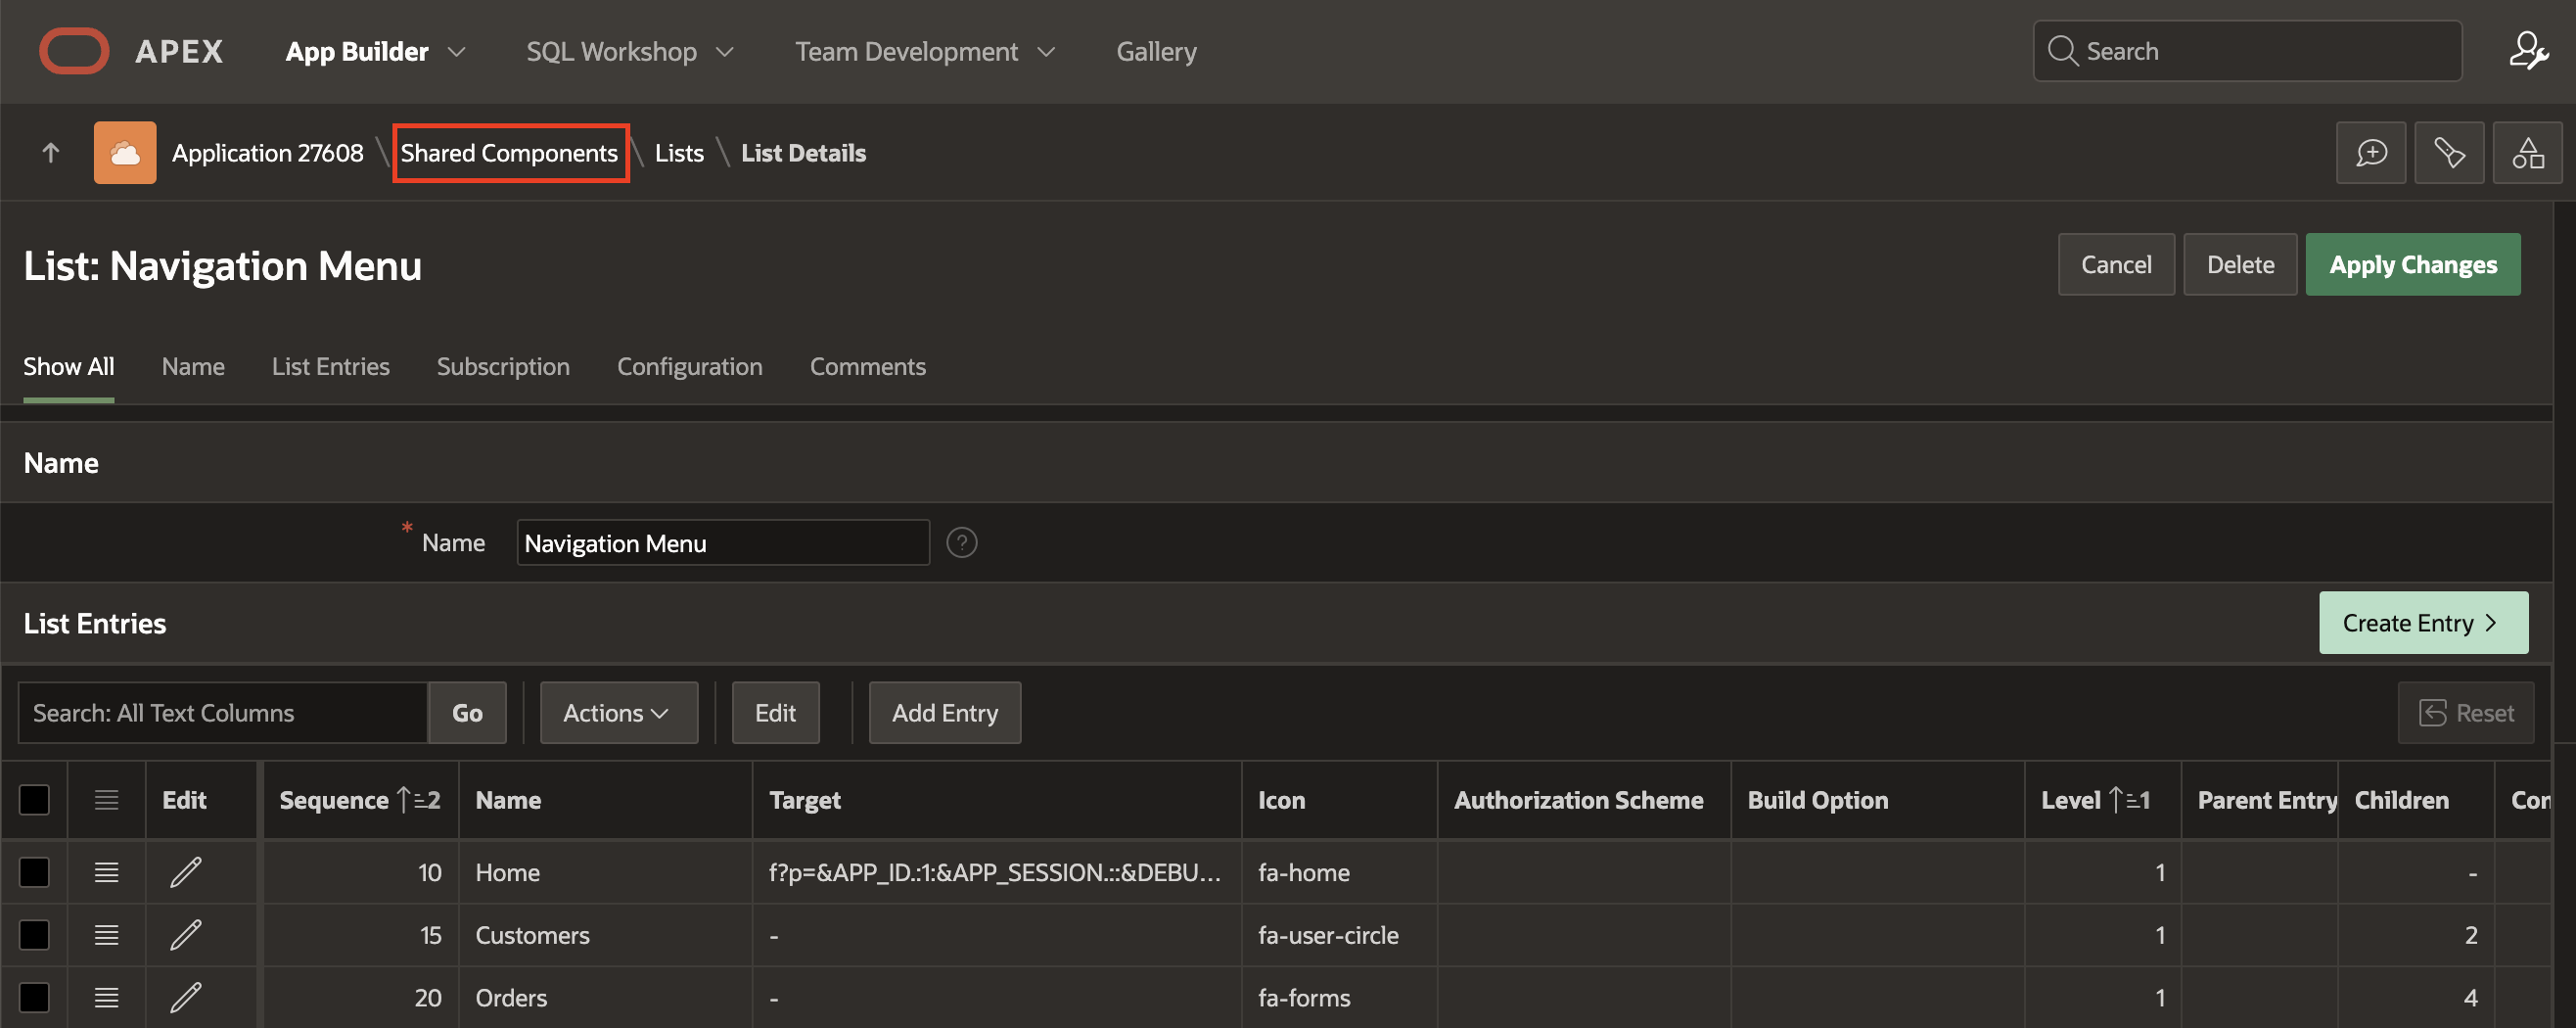 APEX App Builder SQL Workshop Team Development Gallery Search
Application 27608 \ Shared Components \ Lists \ List Details
List: Navigation Menu Cancel Delete Apply Changes
Show All Name List Entries Subscription Configuration Comments
Name
* Name Navigation Menu ?
List Entries Create Entry >
Search: All Text Columns Go Actions Edit Add Entry Reset
Edit Sequence 2 Name Target Icon Authorization Scheme Build Option Level 1 Parent Entry Children
10 Home f?p=&APP_ID.:1:&APP_SESSION.::&DEBU... fa-home 1 -
15 Customers - fa-user-circle 1 2
20 Orders - fa-forms 1 4